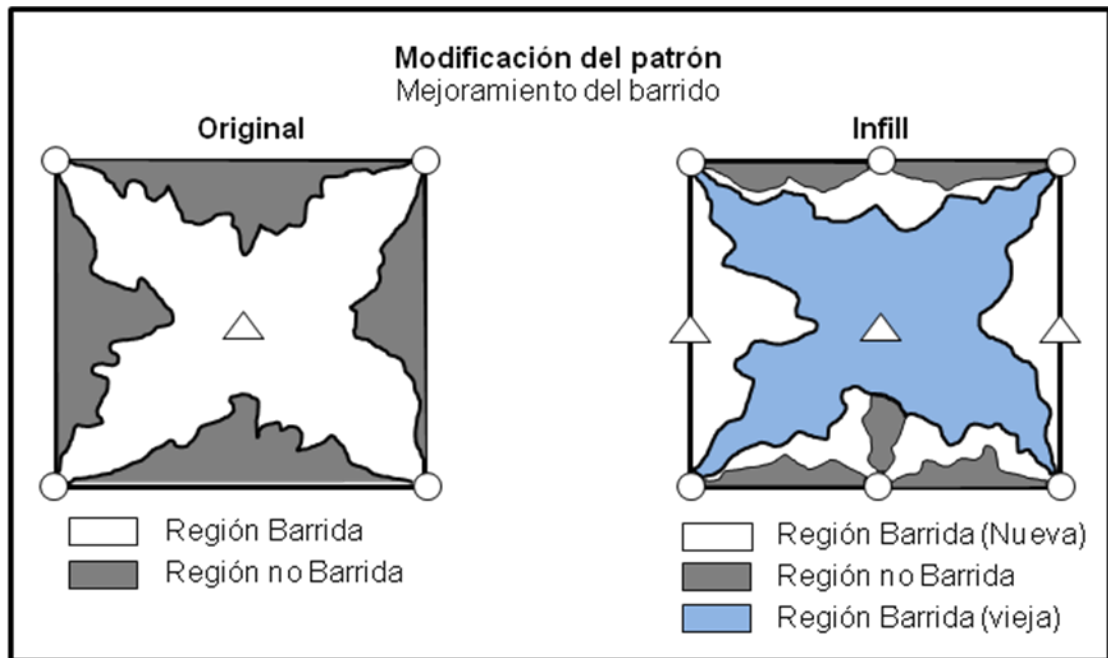 Modificación del patrón
Mejoramiento del barrido
Original
Infill
Región Barrida
Región no Barrida
Región Barrida (Nueva)
Región no Barrida
Región Barrida (vieja)